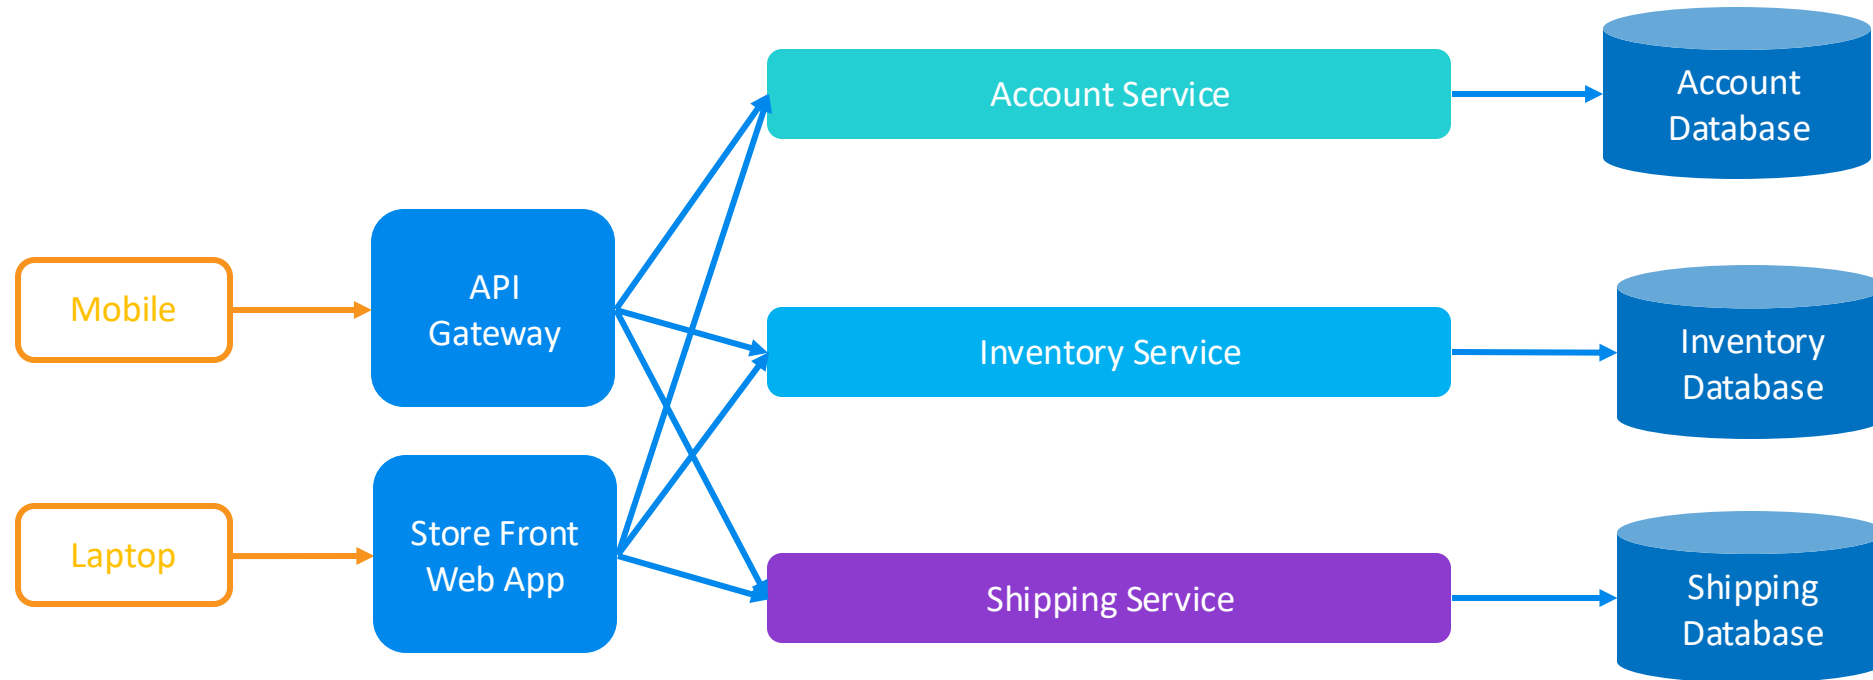 Mobile
API
Gateway
Laptop
Store Front
Web App
Account Service
Inventory Service
Shipping Service
Account
Database
Inventory
Database
Shipping
Database